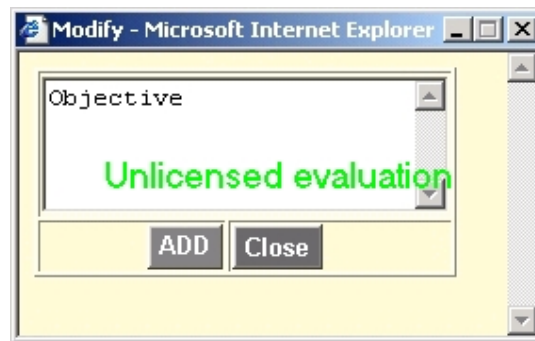 Modify - Microsoft Internet Explorer
Objective
Unlicensed evaluation
ADD Close